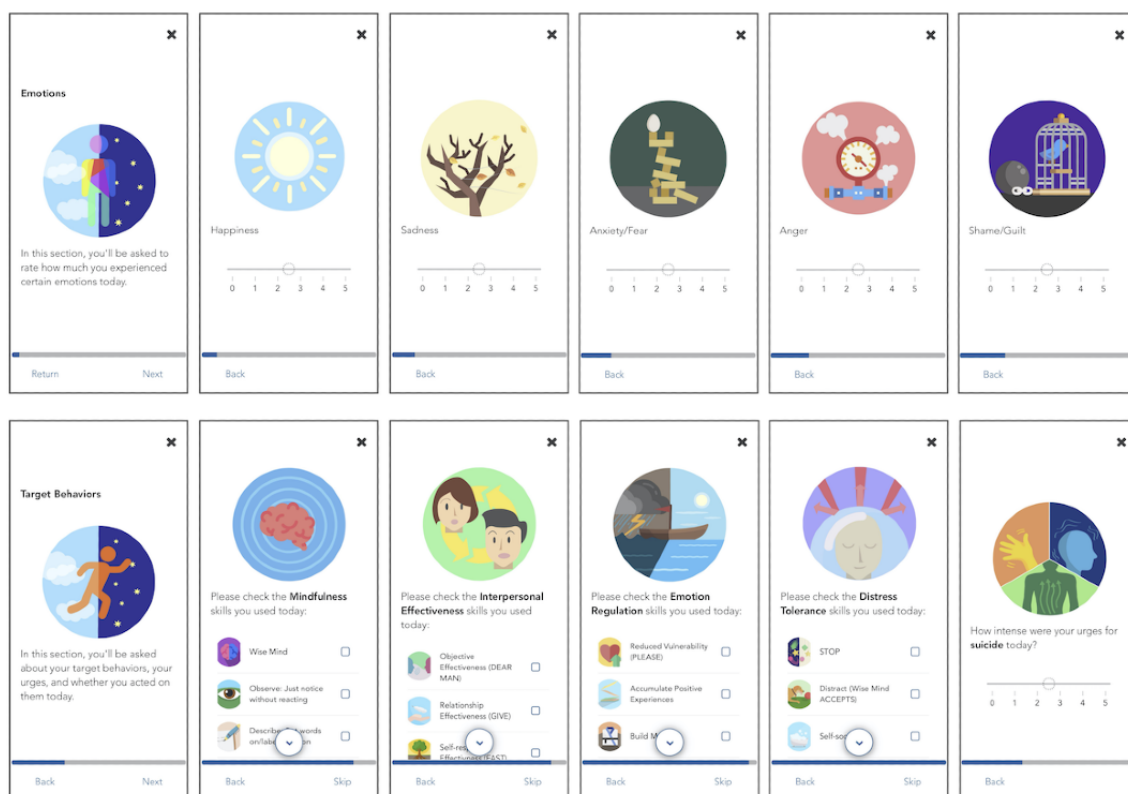 Emotions
In this section, you'll be asked to
rate how much you experienced
certain emotions today.
Return Next
Happiness
0 1 2 3 4 5
Back
Sadness
0 1 2 3 4 5
Back
Anxiety/Fear
0 1 2 3 4 5
Back
Anger
0 1 2 3 4 5
Back
Shame/Guilt
0 1 2 3 4 5
Back
Target Behaviors
In this section, you'll be asked
about your target behaviors, your
urges, and whether you acted on
them today.
Back Next
Please check the Mindfulness
skills you used today:
Wise Mind
Observe: Just notice
without reacting
Describe: words
on/label
Back Skip
Please check the Interpersonal
Effectiveness skills you used
today:
Objective
Effectiveness (DEAR
MAN)
Relationship
Effectiveness (GIVE)
Effectiveness (FAST)
Back Skip
Please check the Emotion
Regulation skills you used today:
Reduced Vulnerability
(PLEASE)
Accumulate Positive
Experiences
Build
Back Skip
Please check the Distress
Tolerance skills you used today:
STOP
Distract (Wise Mind
ACCEPTS)
Back Skip
How intense were your urges for
suicide today?
0 1 2 3 4 5
Back